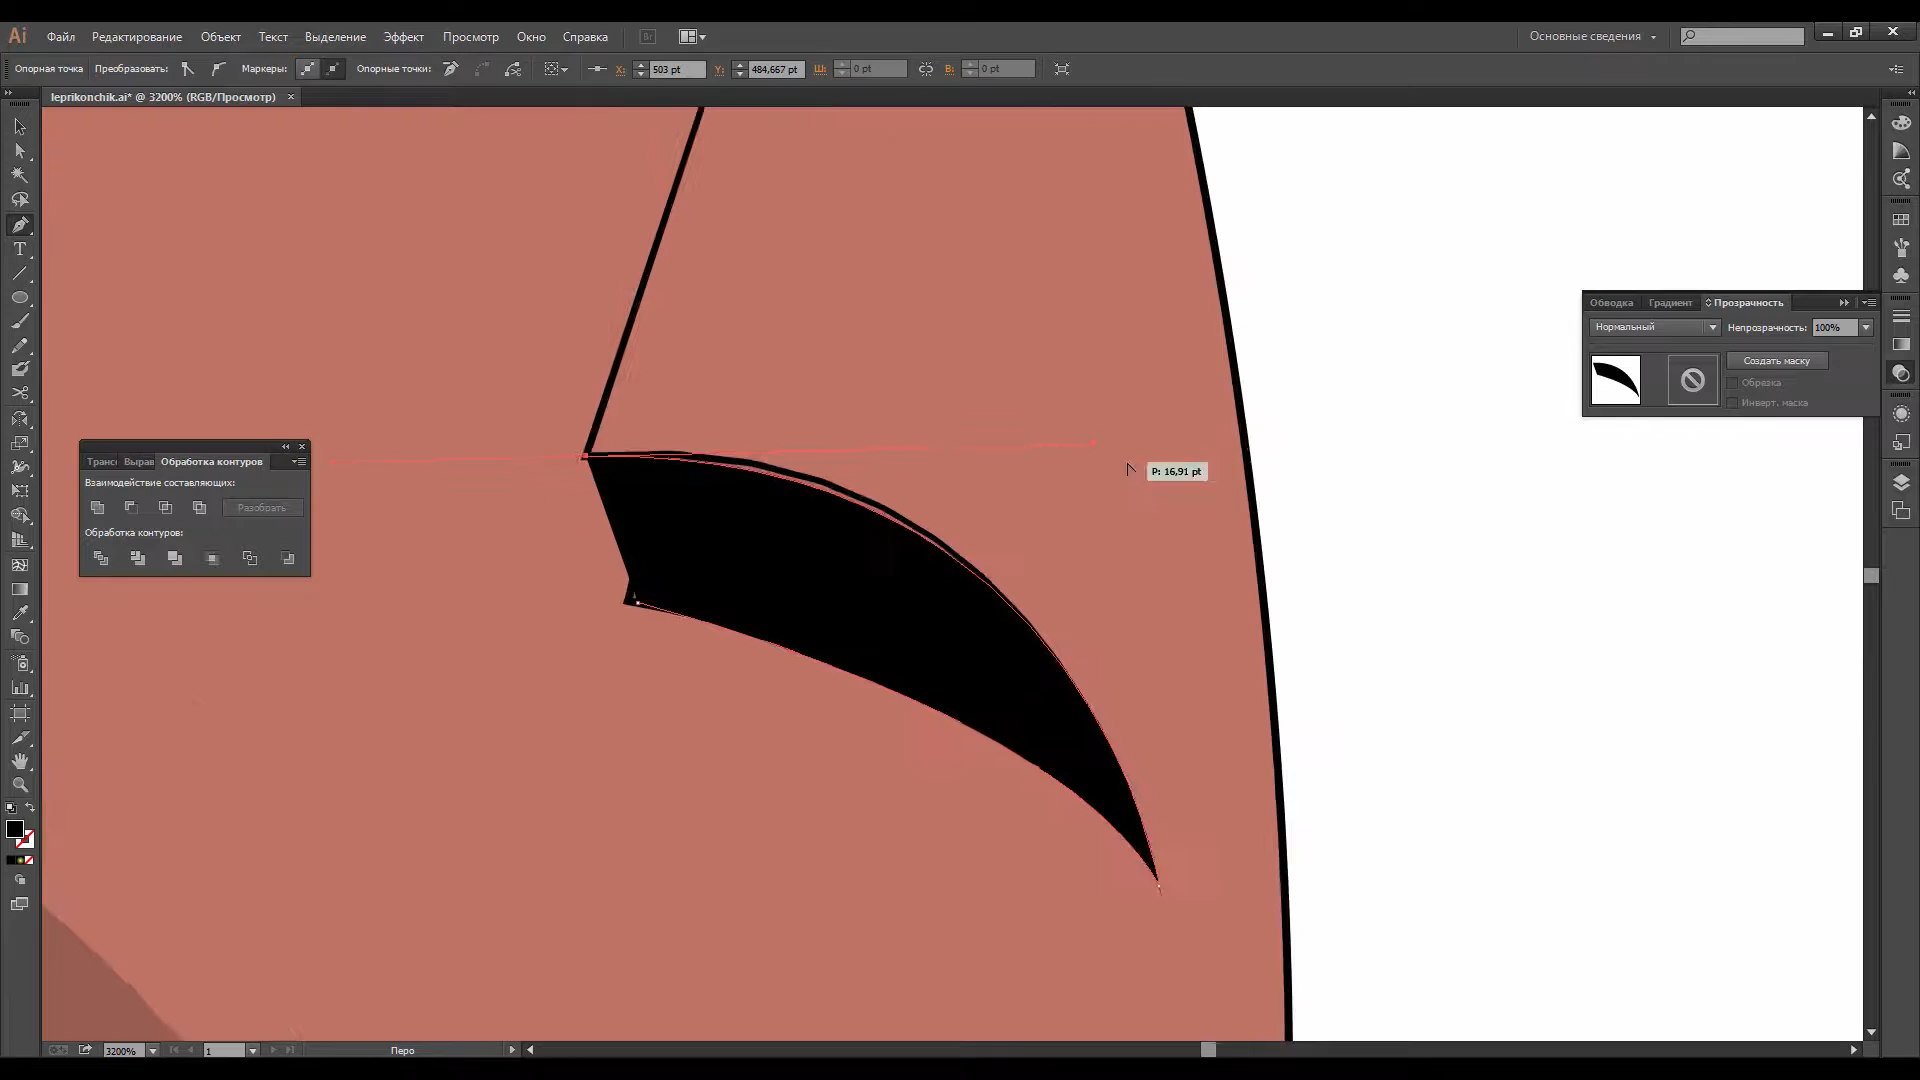 Ai Файл Редактирование Объект Текст Выделение Эффект Просмотр Окно Справка Br Основные сведения
Опорная точка Преобразовать: Маркеры: Опорные точки: X: 503 pt Y: 484,667 pt Ш: 0 pt В: 0 pt
leprikonchik.ai* @ 3200% (RGB/Просмотр) ×
Обводка Градиент Прозрачность
Нормальный Непрозрачность: 100%
Создать маску
Обрезка
Инверт. маска
Транс Вырав Обработка контуров
Взаимодействие составляющих:
Разобрать
Обработка контуров:
P: 16,91 pt
3200% 1 Перо